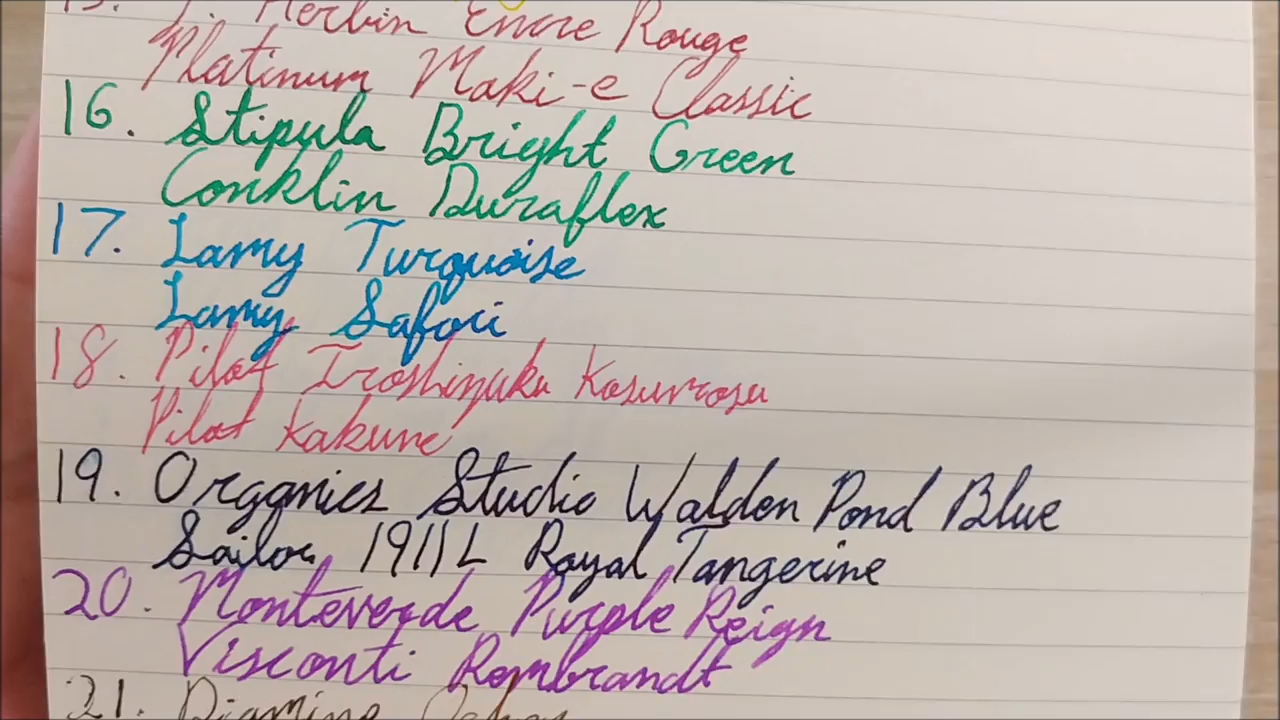 15. J. Herbin Encre Rouge
Platinum Maki-e Classic
16. Stipula Bright Green
Conklin Duraflex
17. Lamy Turquoise
Lamy Safari
18. Pilot Iroshizuku Kosumosu
Pilot Kakuno
19. Organics Studio Walden Pond Blue
Sailor 1911L Royal Tangerine
20. Monteverde Purple Reign
Visconti Rembrandt
21. Diamine